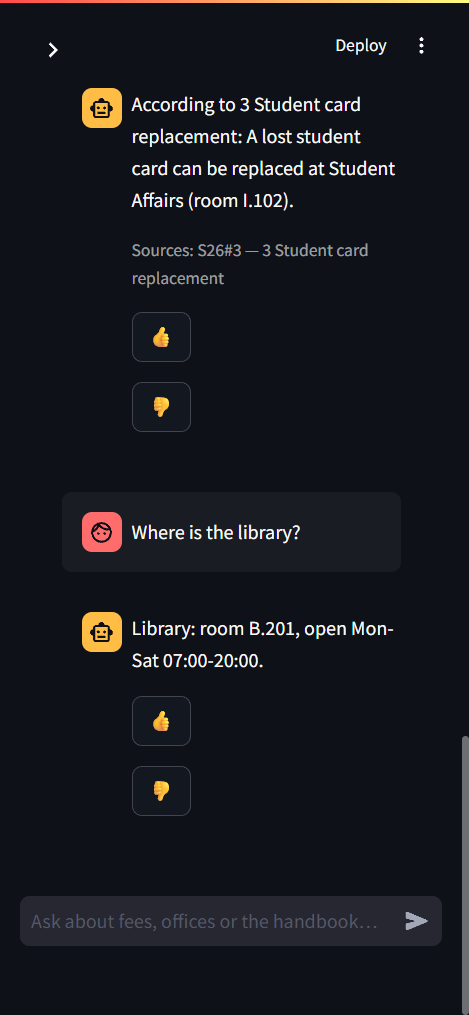 Deploy
According to 3 Student card
replacement: A lost student
card can be replaced at Student
Affairs (room I.102).
Sources: S26#3 — 3 Student card
replacement
Where is the library?
Library: room B.201, open Mon-
Sat 07:00-20:00.
Ask about fees, offices or the handbook...